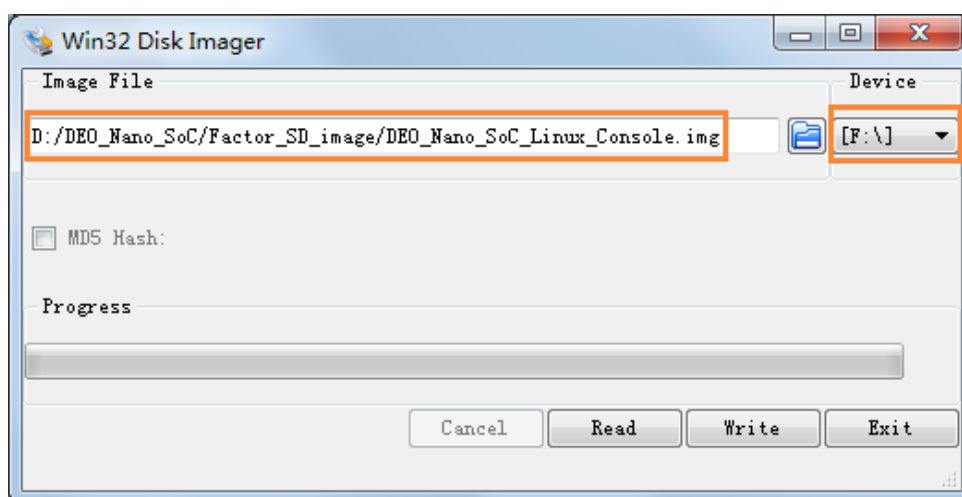 Win32 Disk Imager
Image File
Device
D:/DE0_Nano_SoC/Factor_SD_image/DE0_Nano_SoC_Linux_Console.img
[F:\]
MD5 Hash:
Progress
Cancel
Read
Write
Exit